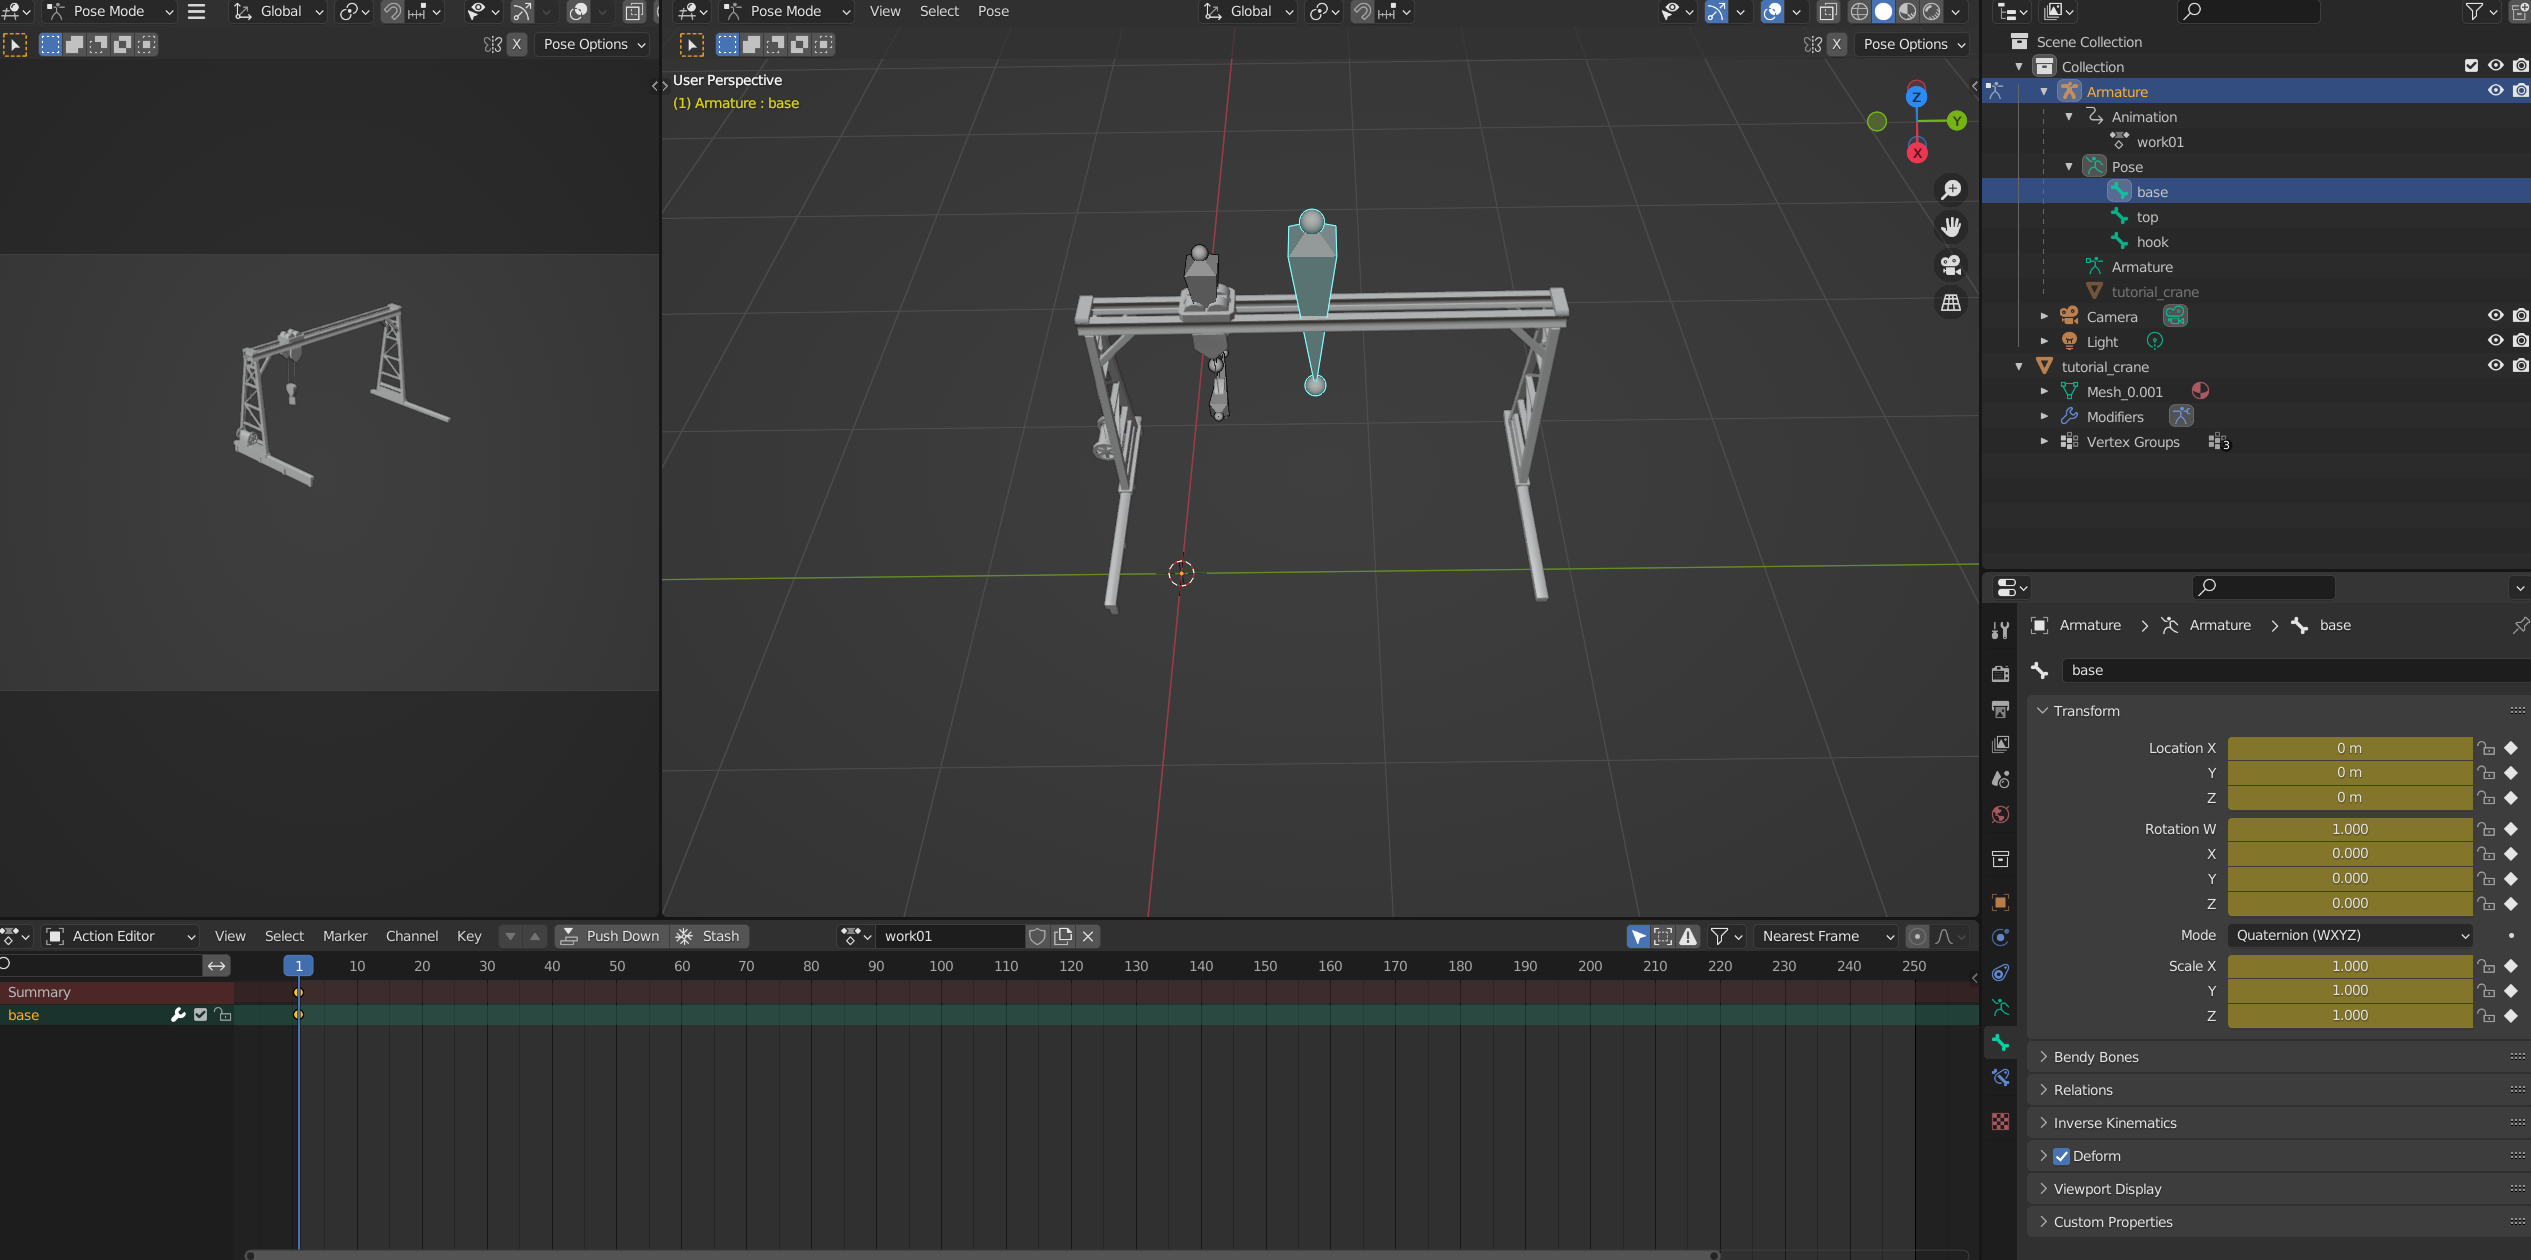 Pose Mode
Global
Pose Mode
View
Select
Pose
Global
X
Pose Options
X
Pose Options
User Perspective
(1) Armature : base
Z
Y
X
Scene Collection
Collection
Armature
Animation
work01
Pose
base
top
hook
Armature
tutorial_crane
Camera
Light
tutorial_crane
Mesh_0.001
Modifiers
Vertex Groups
3
Armature
Armature
base
base
Transform
Location X
0 m
Y
0 m
Z
0 m
Rotation W
1.000
X
0.000
Y
0.000
Z
0.000
Mode
Quaternion (WXYZ)
Scale X
1.000
Y
1.000
Z
1.000
Bendy Bones
Relations
Inverse Kinematics
Deform
Viewport Display
Custom Properties
Action Editor
View
Select
Marker
Channel
Key
Push Down
Stash
work01
Nearest Frame
1 10 20 30 40 50 60 70 80 90 100 110 120 130 140 150 160 170 180 190 200 210 220 230 240 250
Summary
base